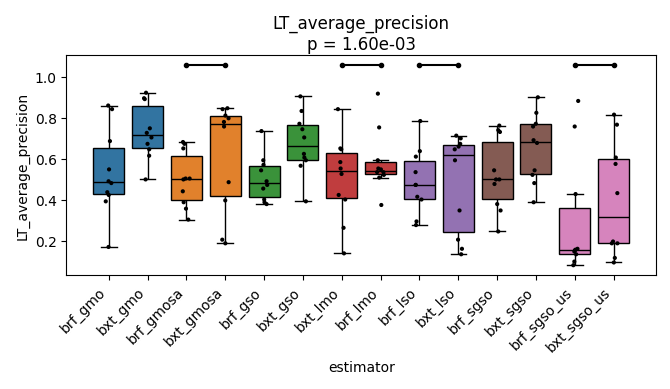 LT_average_precision
p = 1.60e-03
LT_average_precision
1.0
0.8
0.6
0.4
0.2
brf_gmo
bxt_gmo
brf_gmosa
bxt_gmosa
brf_gso
bxt_gso
bxt_lmo
brf_lmo
brf_lso
bxt_lso
brf_sgso
bxt_sgso
brf_sgso_us
bxt_sgso_us
estimator